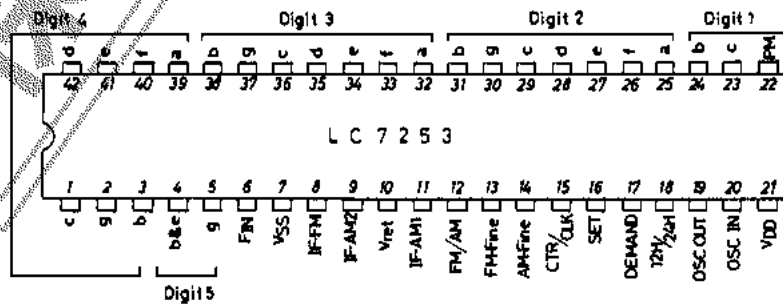 Digit 4 Digit 3 Digit 2 Digit 1
d e f a b g c d e f a b g c d e f a b c PM
42 41 40 39 38 37 36 35 34 33 32 31 30 29 28 27 26 25 24 23 22
LC 7253
1 2 3 4 5 6 7 8 9 10 11 12 13 14 15 16 17 18 19 20 21
c g b b&e g FIN VSS IF-FM IF-AM2 Vret IF-AM1 FM/AM FM-Fine AM-Fine CTR/CLK SET DEMAND 12H/24H OSC OUT OSC IN VDD
Digit 5